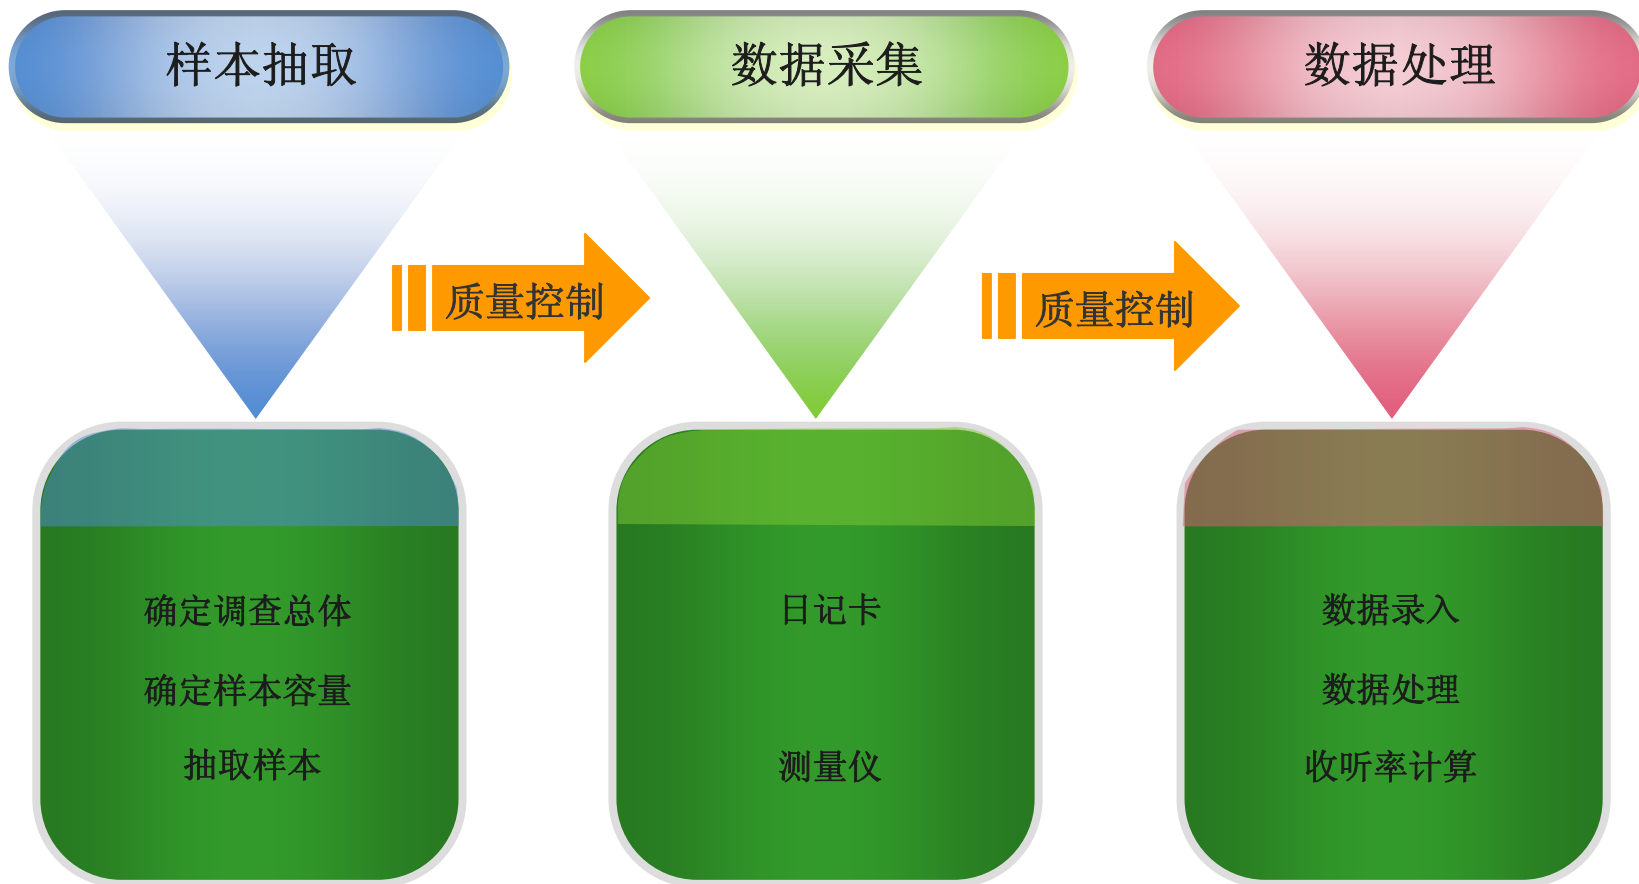 样本抽取
数据采集
数据处理
质量控制
质量控制
确定调查总体
确定样本容量
抽取样本
日记卡
测量仪
数据录入
数据处理
收听率计算